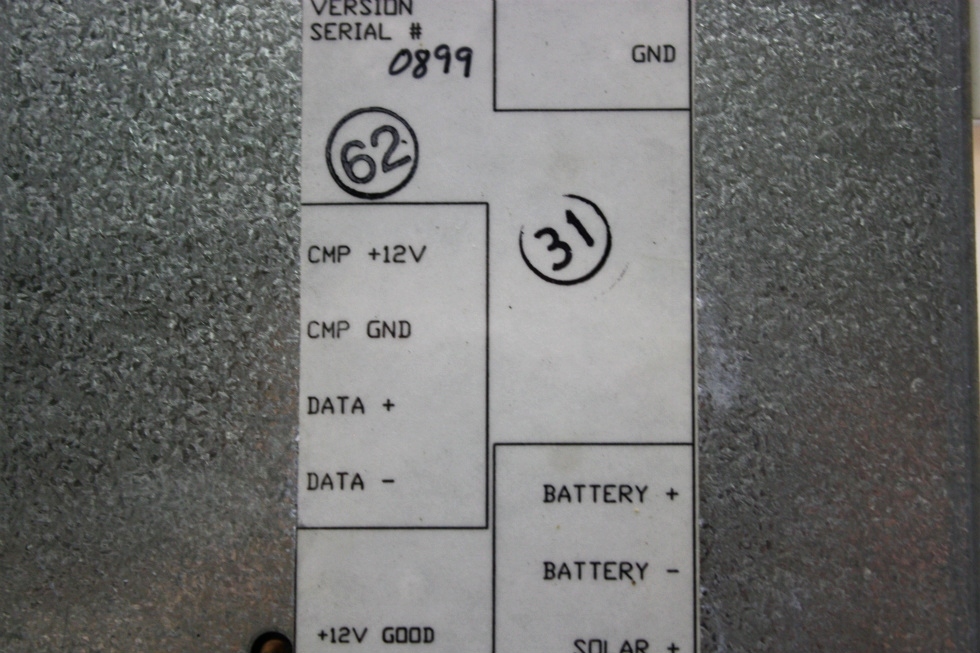 VERSION
SERIAL #
0899
GND
62
31
CMP +12V
CMP GND
DATA +
DATA -
BATTERY +
BATTERY -
+12V GOOD
SOLAR +